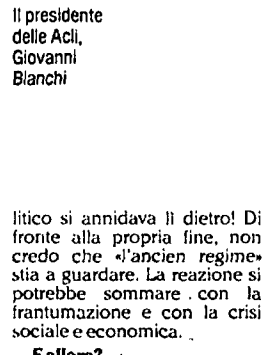 Il presidente
delle Acli,
Giovanni
Bianchi
litico si annidava lì dietro! Di
fronte alla propria fine, non
credo che «l'ancien regime»
stia a guardare. La reazione si
potrebbe sommare con la
frantumazione e con la crisi
sociale e economica.